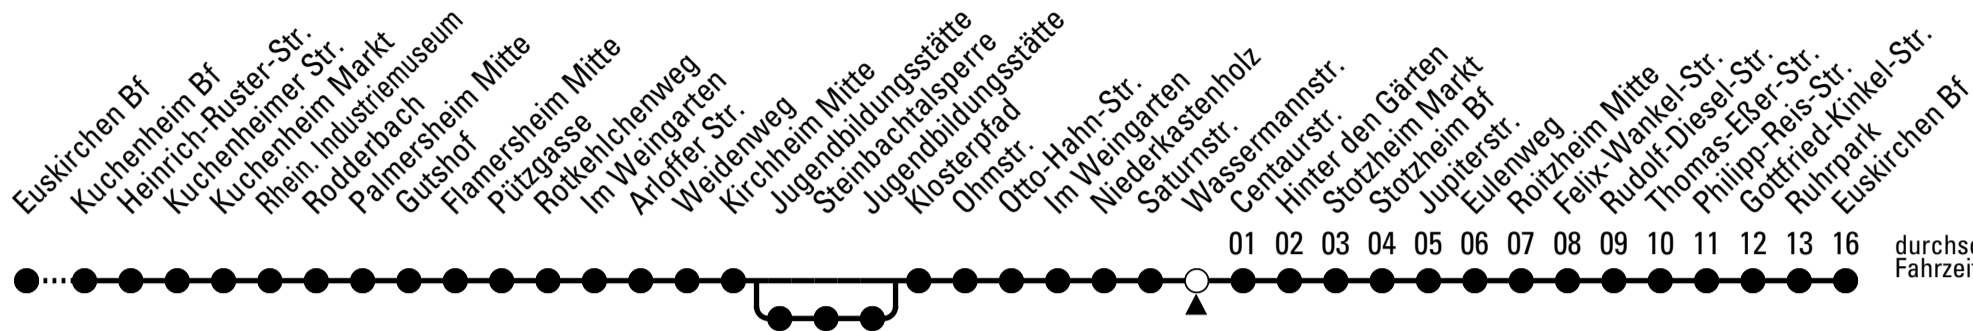 Euskirchen Bf
Kuchenheim Bf
Heinrich-Ruster-Str.
Kuchenheimer Str.
Kuchenheim Markt
Rhein. Industriemuseum
Rodderbach
Palmersheim Mitte
Gutshof
Flamersheim Mitte
Pützgasse
Rotkehlchenweg
Im Weingarten
Arloffer Str.
Weidenweg
Kirchheim Mitte
Jugendbildungsstätte
Steinbachtalsperre
Jugendbildungsstätte
Klosterpfad
Ohmstr.
Otto-Hahn-Str.
Im Weingarten
Niederkastenholz
Saturnstr.
Wassermannstr.
Centaurstr.
Hinter den Gärten
Stotzheim Markt
Stotzheim Bf
Jupiterstr.
Eulenweg
Roitzheim Mitte
Felix-Wankel-Str.
Rudolf-Diesel-Str.
Thomas-Eßer-Str.
Philipp-Reis-Str.
Gottfried-Kinkel-Str.
Ruhrpark
Euskirchen Bf
01 02 03 04 05 06 07 08 09 10 11 12 13 16